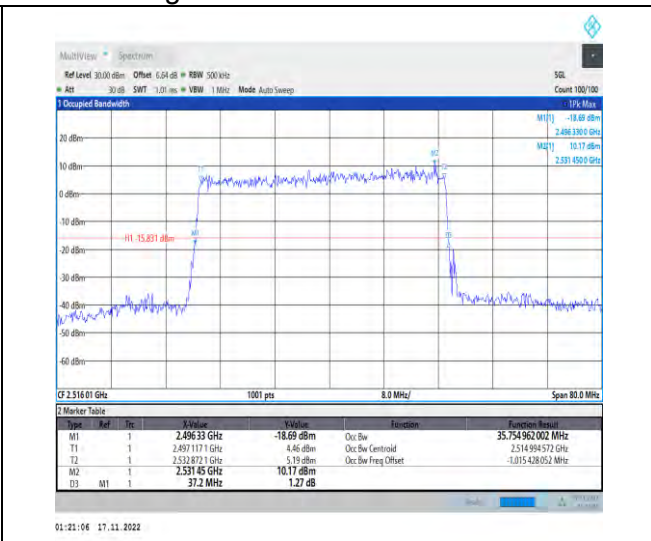 MultiView Spectrum
Ref Level 30.00 dBm Offset 6.64 dB RBW 500 kHz SGL
Att 30 dB SWT 1.01 ms VBW 1 MHz Mode Auto Sweep Count 100/100
1 Occupied Bandwidth 1Pk Max
M1[1] -18.69 dBm
2.496 330 0 GHz
M2[1] 10.17 dBm
2.531 450 0 GHz
20 dBm
M2
T1
10 dBm
0 dBm
-10 dBm
M1
H1 -15.831 dBm
-20 dBm
-30 dBm
-40 dBm
-50 dBm
-60 dBm
CF 2.516 01 GHz 1001 pts 8.0 MHz/ Span 80.0 MHz
2 Marker Table
Type Ref Trc X-Value Y-Value Function Function Result
M1 1 2.496 33 GHz -18.69 dBm Occ Bw 35.754 962 002 MHz
T1 1 2.497 117 1 GHz 4.46 dBm Occ Bw Centroid 2.514 994 572 GHz
T2 1 2.532 872 1 GHz 5.19 dBm Occ Bw Freq Offset -1.015 428 052 MHz
M2 1 2.531 45 GHz 10.17 dBm
D3 M1 1 37.2 MHz 1.27 dB
01:21:06 17.11.2022